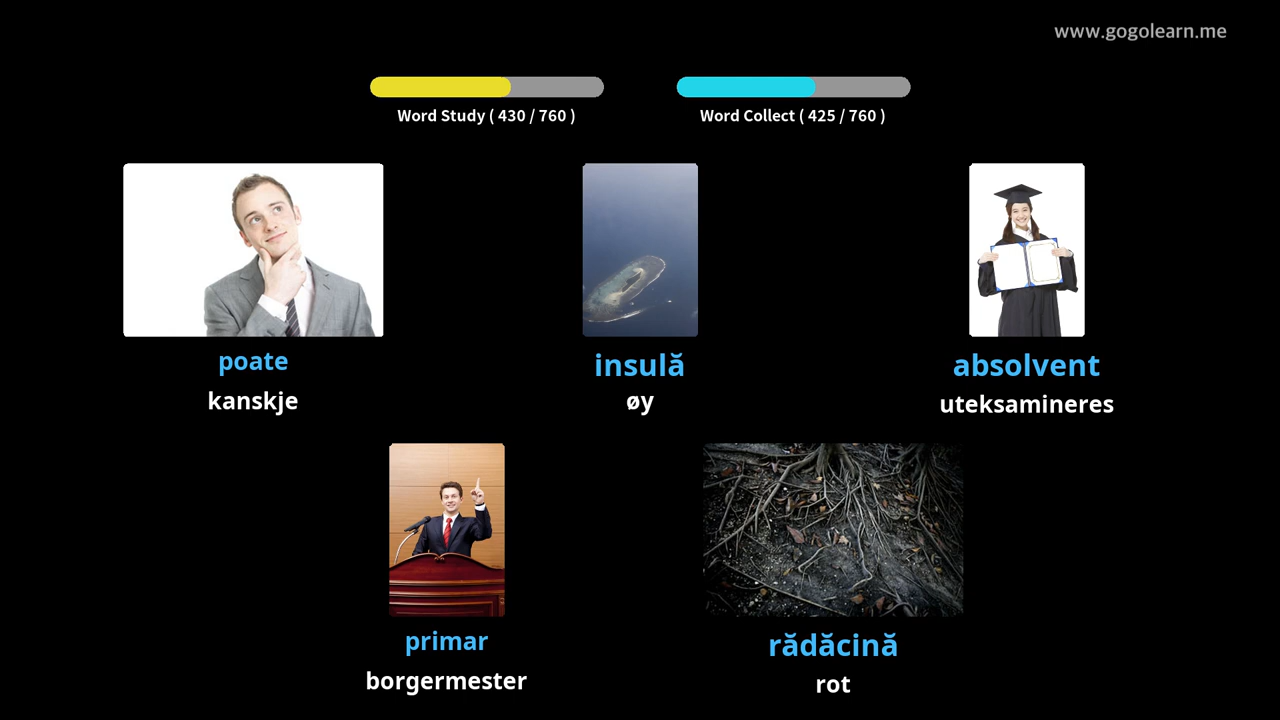 www.gogolearn.me
Word Study ( 430 / 760 )
Word Collect ( 425 / 760 )
poate
kanskje
insulă
øy
absolvent
uteksamineres
primar
borgermester
rădăcină
rot